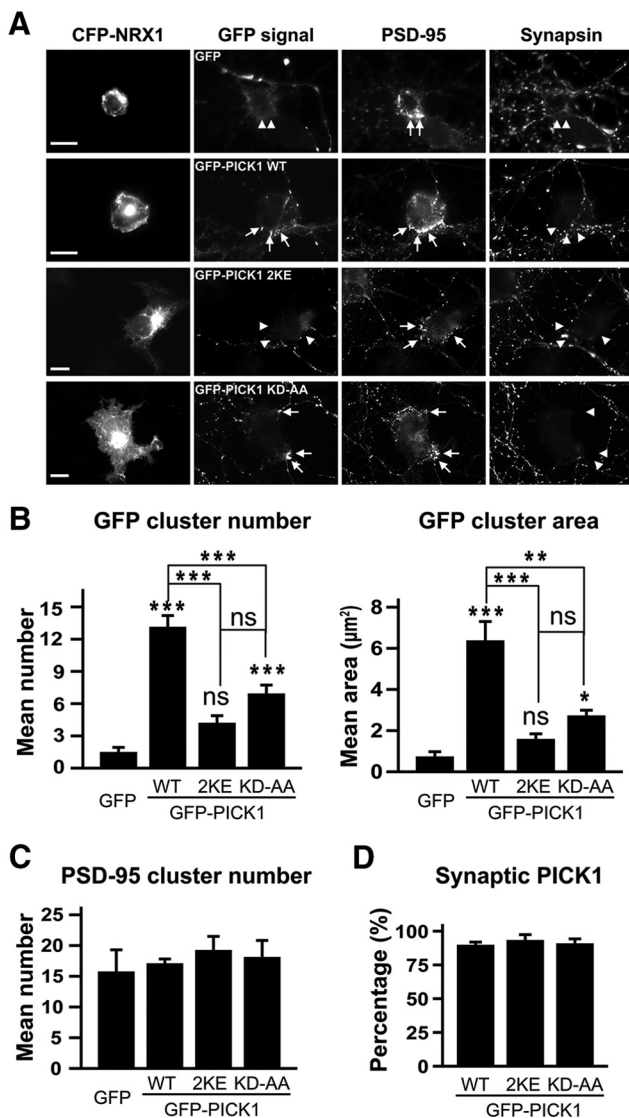 A
CFP-NRX1 GFP signal PSD-95 Synapsin
GFP
GFP-PICK1 WT
GFP-PICK1 2KE
GFP-PICK1 KD-AA
B
GFP cluster number
Mean number
15
12
9
6
3
0
***
***
***
ns
ns
***
GFP
WT 2KE KD-AA
GFP-PICK1
GFP cluster area
Mean area (µm²)
8
6
4
2
0
**
***
***
ns
ns
*
GFP
WT 2KE KD-AA
GFP-PICK1
C
PSD-95 cluster number
Mean number
25
20
15
10
5
0
GFP
WT 2KE KD-AA
GFP-PICK1
D
Synaptic PICK1
Percentage (%)
100
75
50
25
0
WT 2KE KD-AA
GFP-PICK1